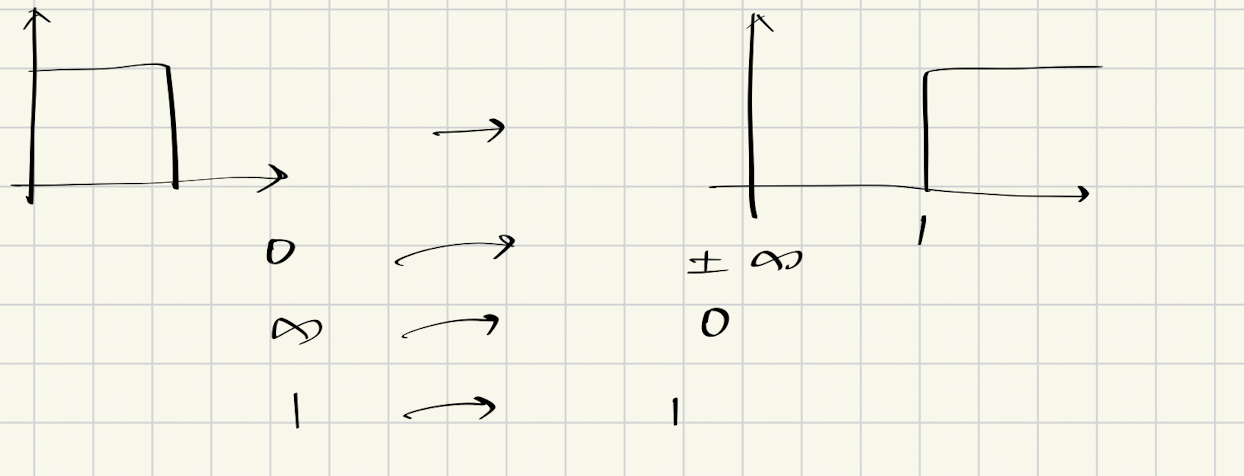 →
1
0 → ± ∞
∞ → 0
1 → 1